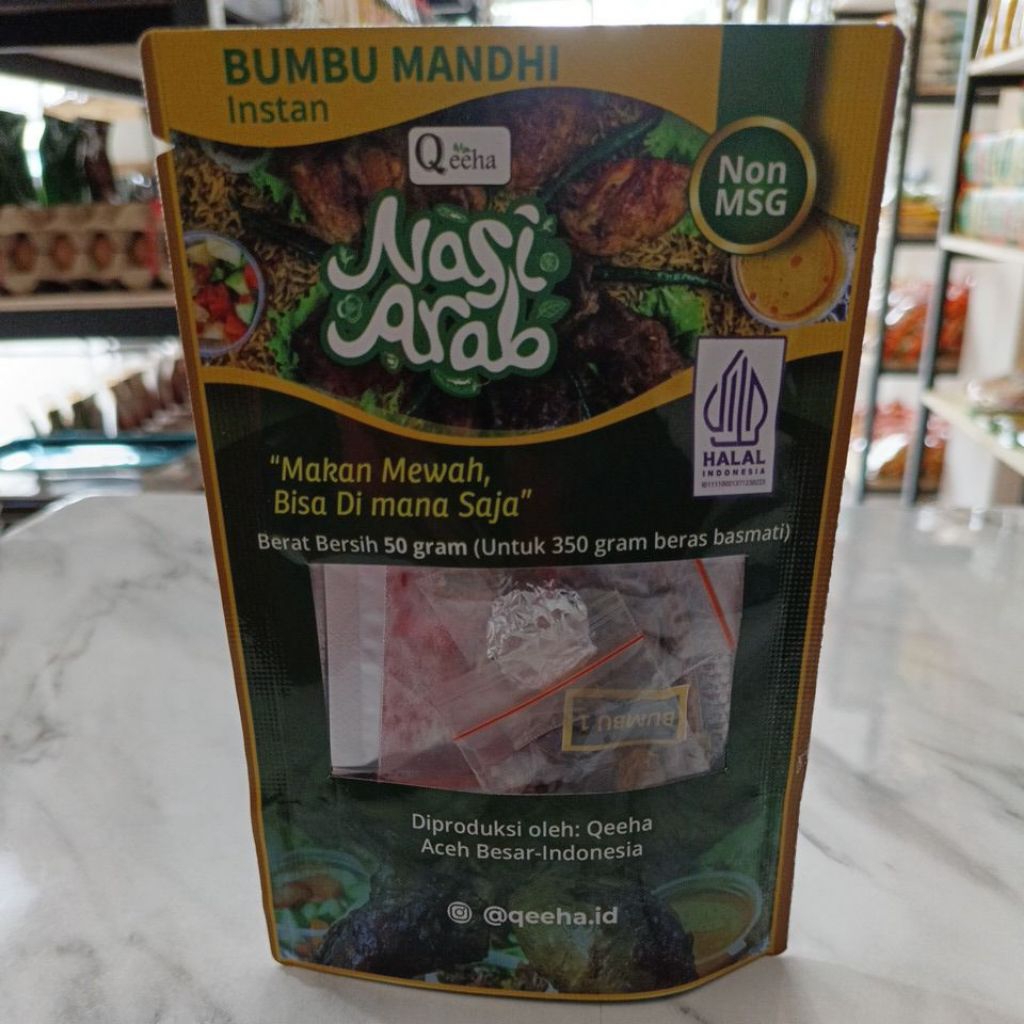 BUMBU MANDHI
Instan
Qeeha
Non
MSG
Nasi
Arab
HALAL
INDONESIA
“Makan Mewah,
Bisa Di mana Saja”
Berat Bersih 50 gram (Untuk 350 gram beras basmati)
BUMBU 1
Diproduksi oleh: Qeeha
Aceh Besar-Indonesia
@qeeha.id